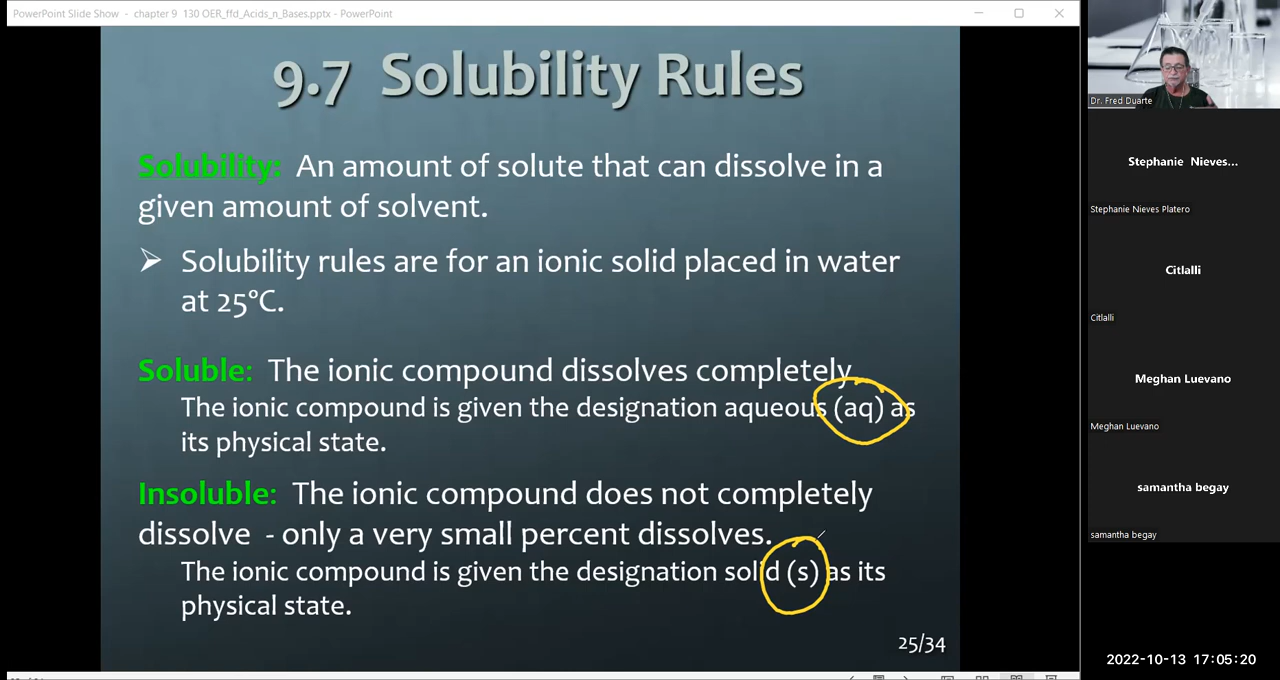 PowerPoint Slide Show - chapter 9 130 OER_ffd_Acids_n_Bases.pptx - PowerPoint
9.7 Solubility Rules
Solubility: An amount of solute that can dissolve in a
given amount of solvent.
➢ Solubility rules are for an ionic solid placed in water
at 25°C.
Soluble: The ionic compound dissolves completely
The ionic compound is given the designation aqueous (aq) as
its physical state.
Insoluble: The ionic compound does not completely
dissolve - only a very small percent dissolves.
The ionic compound is given the designation solid (s) as its
physical state.
25/34
Dr. Fred Duarte
Stephanie Nieves...
Stephanie Nieves Platero
Citlalli
Citlalli
Meghan Luevano
Meghan Luevano
samantha begay
samantha begay
2022-10-13 17:05:20